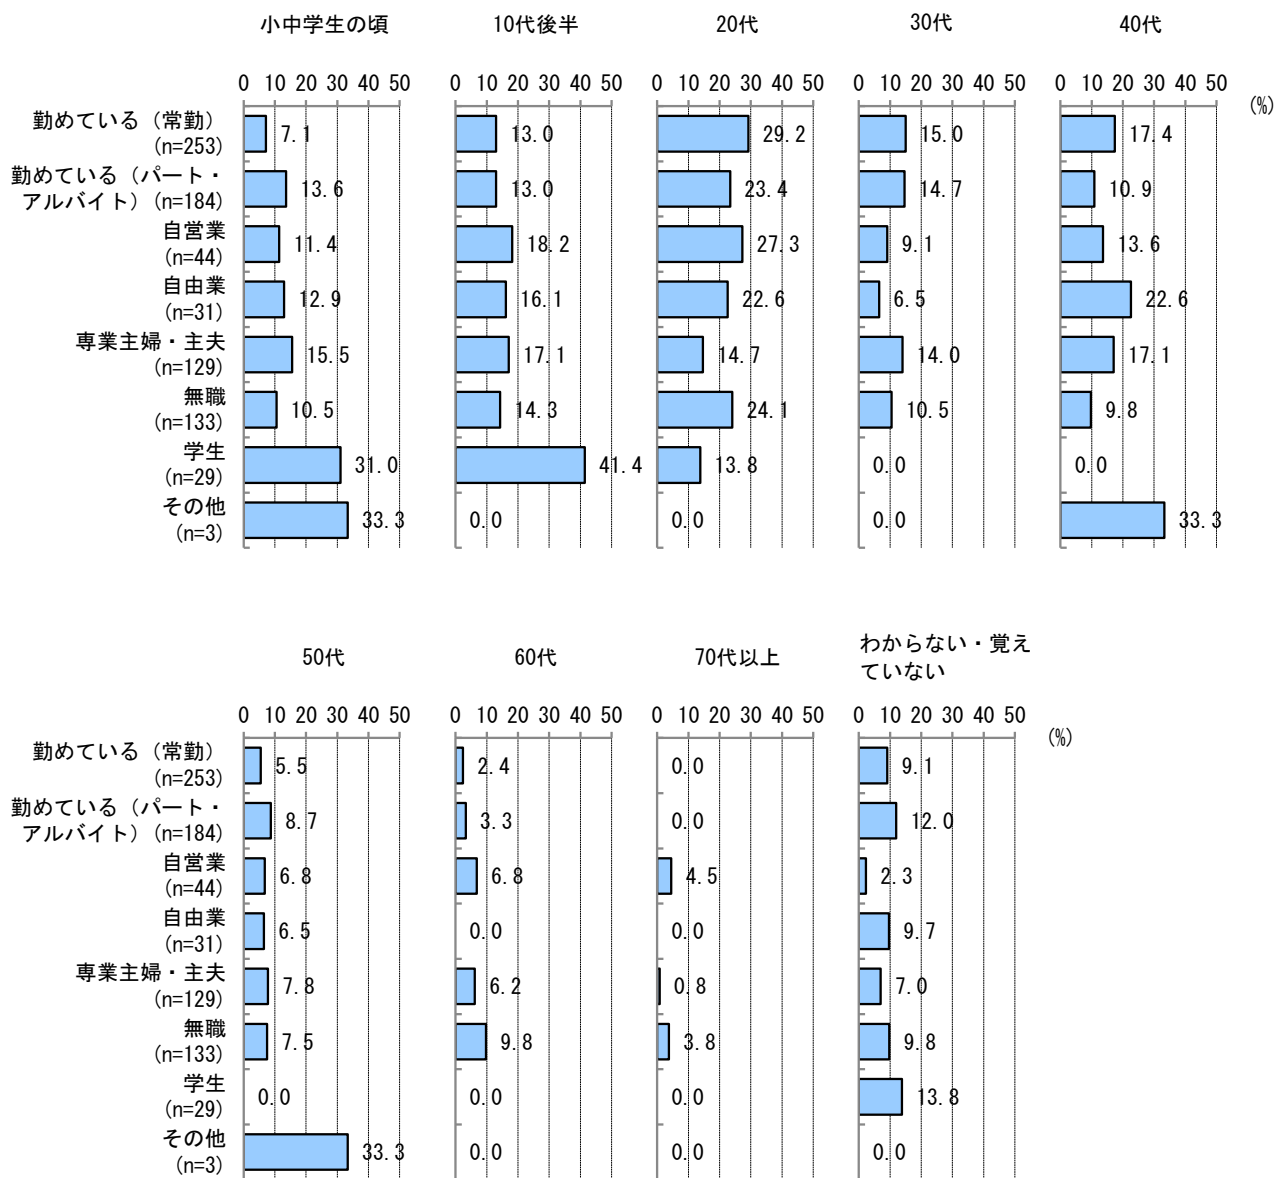 小中学生の頃 10代後半 20代 30代 40代
0 10 20 30 40 50 0 10 20 30 40 50 0 10 20 30 40 50 0 10 20 30 40 50 0 10 20 30 40 50
(%)
勤めている（常勤）
(n=253) 7.1 13.0 29.2 15.0 17.4
勤めている（パート・
アルバイト）(n=184) 13.6 13.0 23.4 14.7 10.9
自営業
(n=44) 11.4 18.2 27.3 9.1 13.6
自由業
(n=31) 12.9 16.1 22.6 6.5 22.6
専業主婦・主夫
(n=129) 15.5 17.1 14.7 14.0 17.1
無職
(n=133) 10.5 14.3 24.1 10.5 9.8
学生
(n=29) 31.0 41.4 13.8 0.0 0.0
その他
(n=3) 33.3 0.0 0.0 0.0 33.3
50代 60代 70代以上 わからない・覚え
ていない
0 10 20 30 40 50 0 10 20 30 40 50 0 10 20 30 40 50 0 10 20 30 40 50
(%)
勤めている（常勤）
(n=253) 5.5 2.4 0.0 9.1
勤めている（パート・
アルバイト）(n=184) 8.7 3.3 0.0 12.0
自営業
(n=44) 6.8 6.8 4.5 2.3
自由業
(n=31) 6.5 0.0 0.0 9.7
専業主婦・主夫
(n=129) 7.8 6.2 0.8 7.0
無職
(n=133) 7.5 9.8 3.8 9.8
学生
(n=29) 0.0 0.0 0.0 13.8
その他
(n=3) 33.3 0.0 0.0 0.0